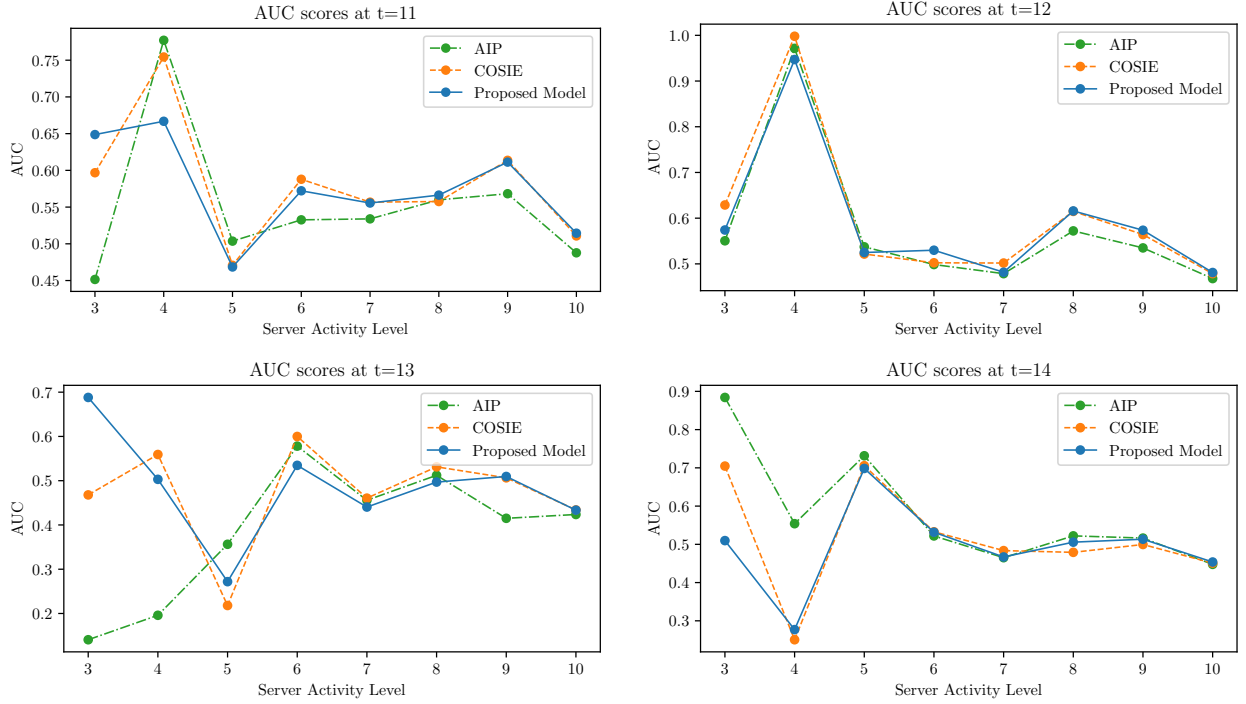 AUC scores at t=11
AUC
0.75
0.70
0.65
0.60
0.55
0.50
0.45
AIP
COSIE
Proposed Model
3 4 5 6 7 8 9 10
Server Activity Level
AUC scores at t=12
AUC
1.0
0.9
0.8
0.7
0.6
0.5
AIP
COSIE
Proposed Model
3 4 5 6 7 8 9 10
Server Activity Level
AUC scores at t=13
AUC
0.7
0.6
0.5
0.4
0.3
0.2
AIP
COSIE
Proposed Model
3 4 5 6 7 8 9 10
Server Activity Level
AUC scores at t=14
AUC
0.9
0.8
0.7
0.6
0.5
0.4
0.3
AIP
COSIE
Proposed Model
3 4 5 6 7 8 9 10
Server Activity Level